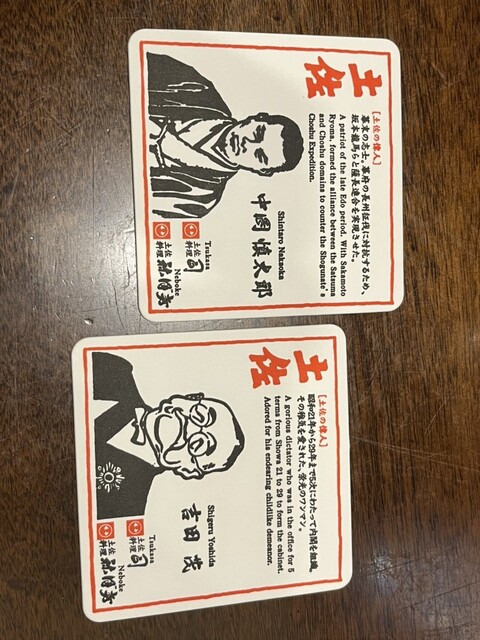 土佐
[土佐の偉人]
幕末の志士。幕府の長州征伐に対抗するため、
坂本龍馬らと薩長連合を実現させた。
A patriot of the late Edo period. With Sakamoto
Ryoma, formed the alliance between the Satsuma
and Choshu domains to counter the Shogunate's
Choshu Expedition.
Shintaro Nakaoka
中岡慎太郎
Tsukasa
土佐料理 司
Neboke
土佐料理 祢保希
土佐
[土佐の偉人]
昭和21年から29年まで5次にわたって内閣を組織。
その稚気を愛された、栄光のワンマン。
A gorious dictator who was in the office for 5
terms from Showa 21 to 29 to form the cabinet.
Adored for his endearing childlike demeanor.
Shigeru Yoshida
吉田茂
Tsukasa
土佐料理 司
Neboke
土佐料理 祢保希